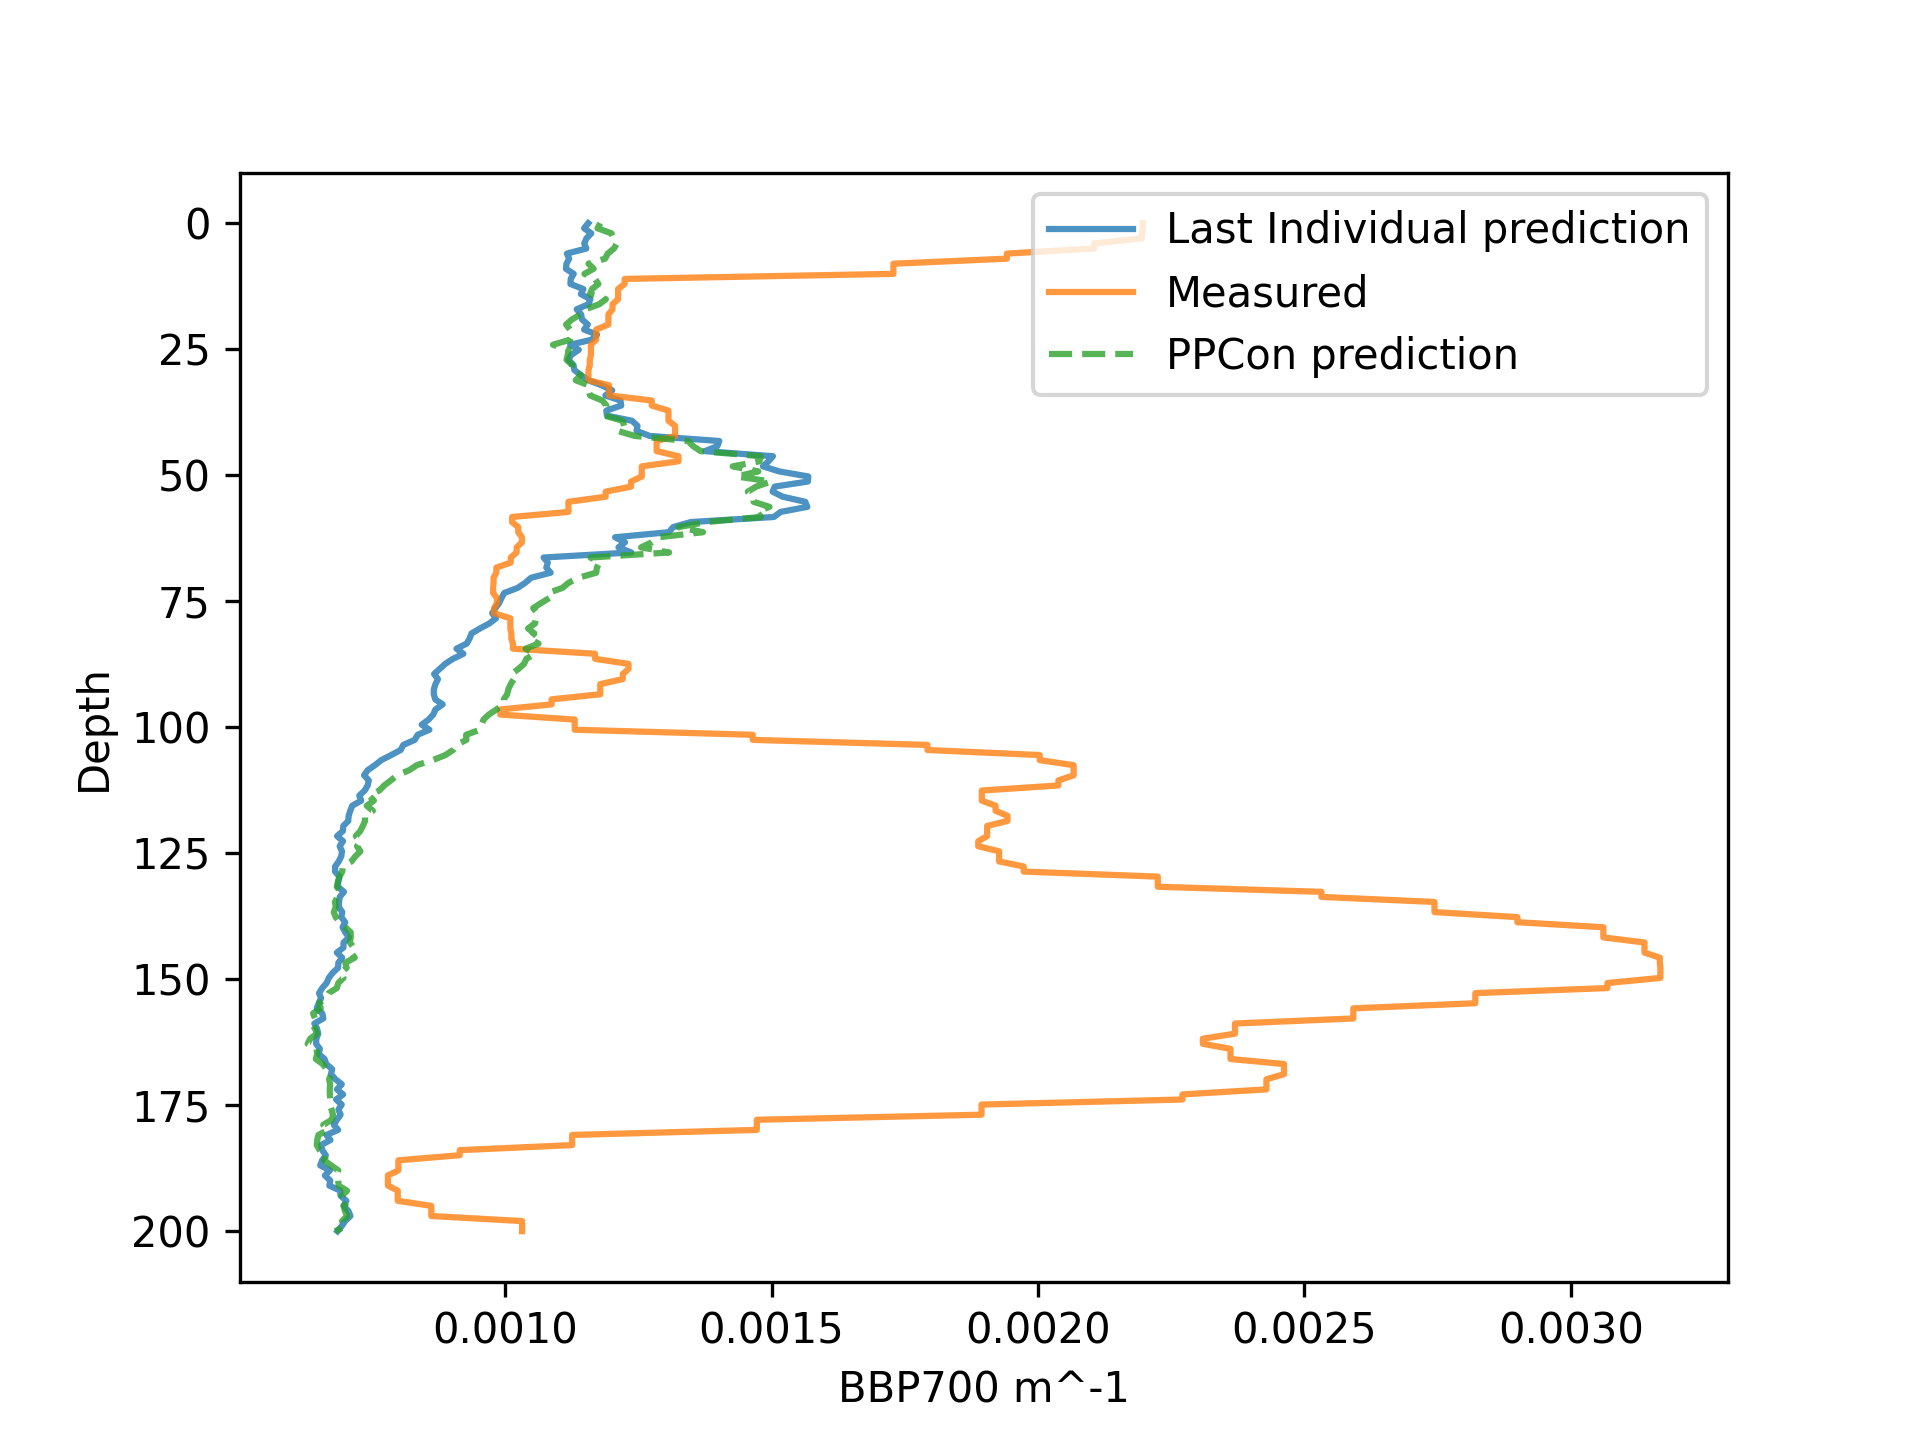 Last Individual prediction
Measured
PPCon prediction
0
25
50
75
100
125
150
175
200
Depth
0.0010 0.0015 0.0020 0.0025 0.0030
BBP700 m^-1